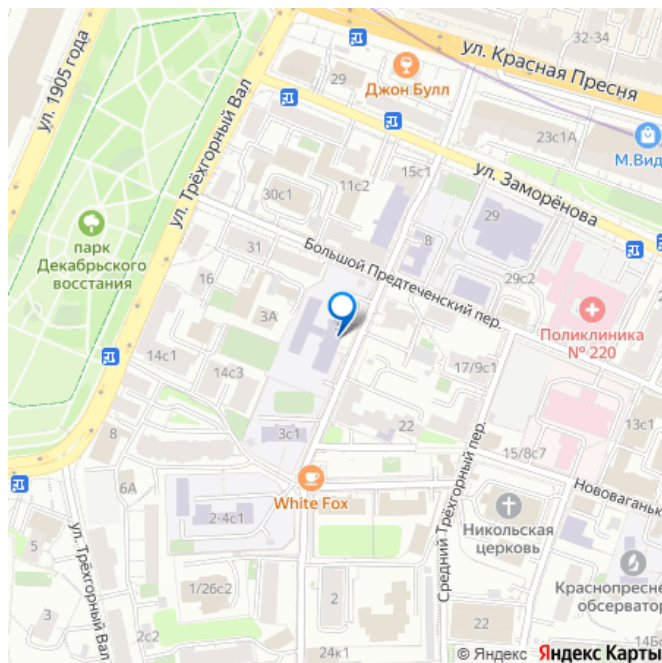 32-34
ул. Красная Пресня
ул. 1905 года
29
Джон Булл
ул. Трёхгорный Вал
23с1А
М.Вид
15с1
ул. Заморёнова
11с2
30с1
29
парк
Декабрьского
восстания
31
8
Большой Предтеченский пер.
29с2
16
3А
Поликлиника
№ 220
14с1
14с3
17/9с1
22
13с1
8
3с1
15/8с7
6А
White Fox
Средний Трёхгорный пер.
Нововаганьк
2-4с1
Никольская
церковь
ул. Трёхгорный Вал
5
1/26с2
2
Краснопресне
обсерватор
3
22
2с2
24к1
14Бс
© Яндекс Яндекс Карты